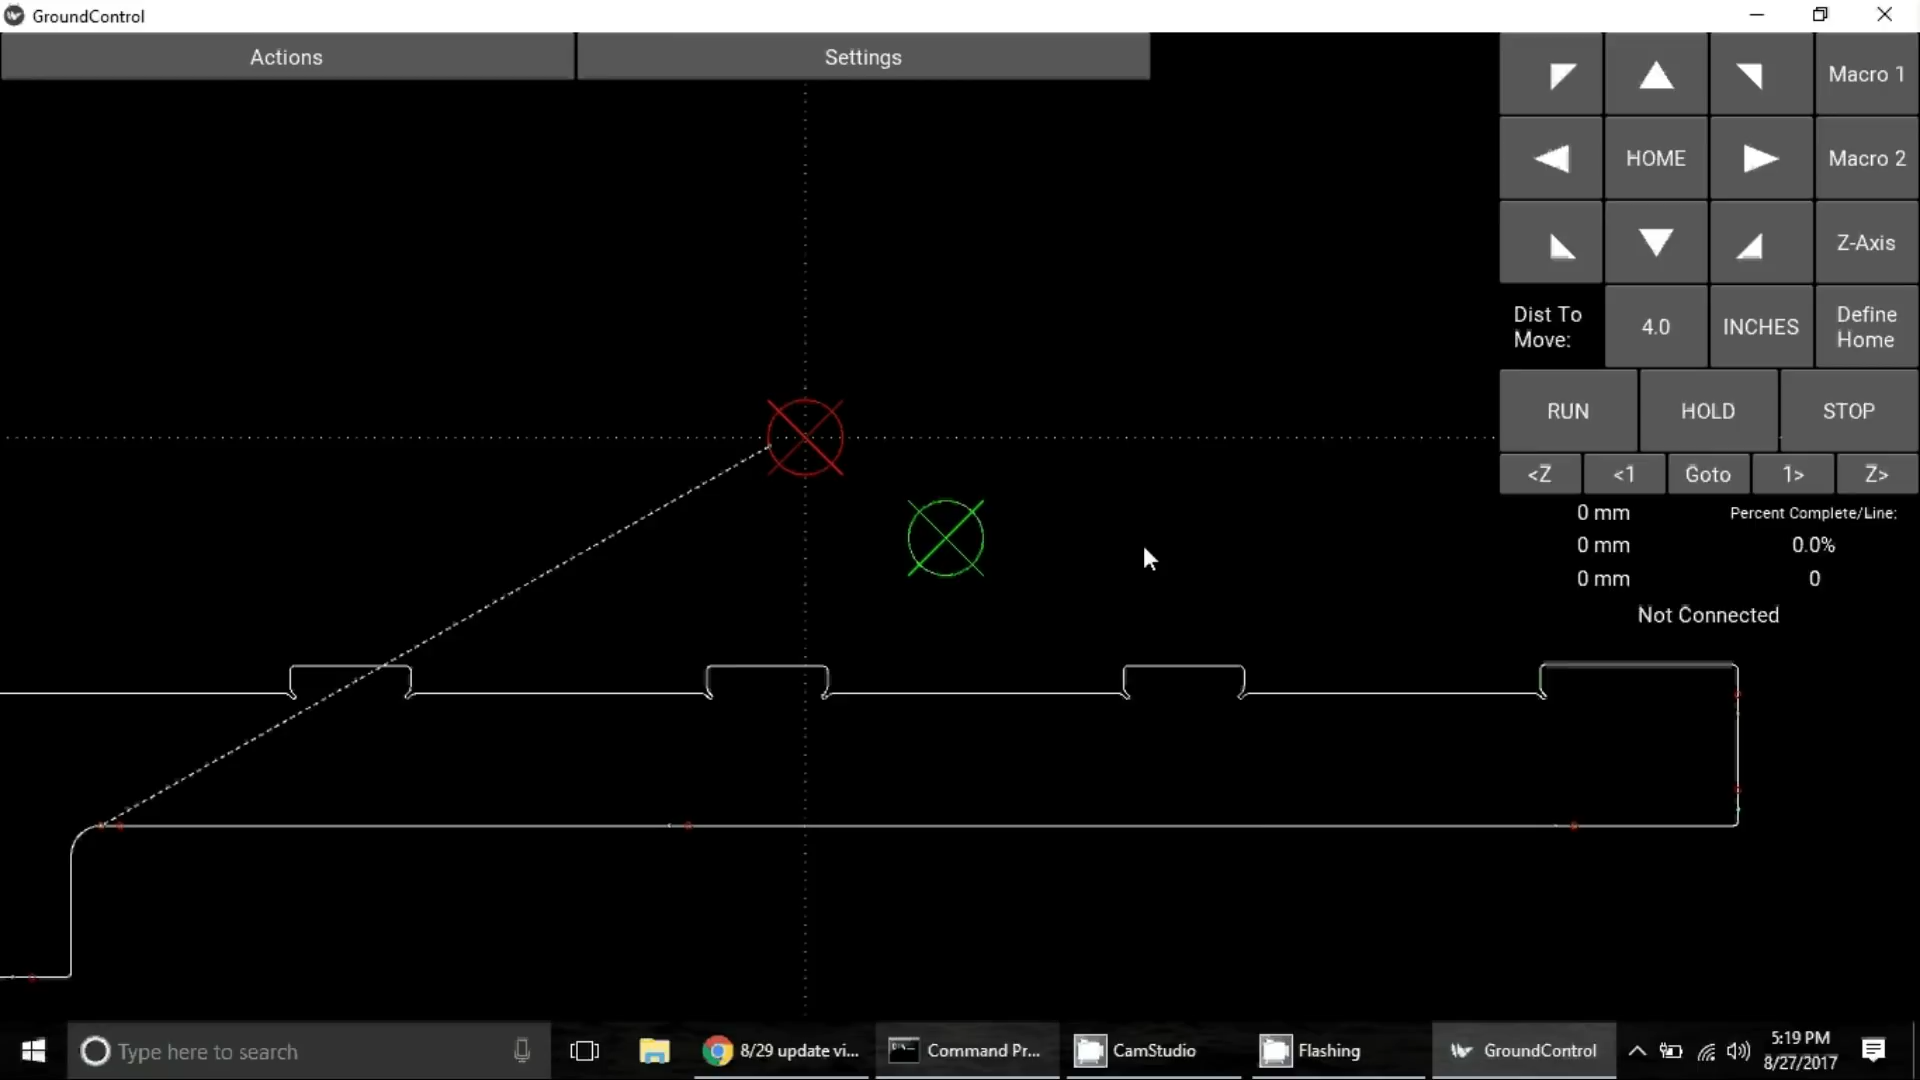 GroundControl
Actions
Settings
Macro 1
HOME
Macro 2
Z-Axis
Dist To
Move:
4.0
INCHES
Define
Home
RUN
HOLD
STOP
<Z
<1
Goto
1>
Z>
0 mm
Percent Complete/Line:
0 mm
0.0%
0 mm
0
Not Connected
Type here to search
8/29 update vi...
Command Pr...
CamStudio
Flashing
GroundControl
5:19 PM
8/27/2017